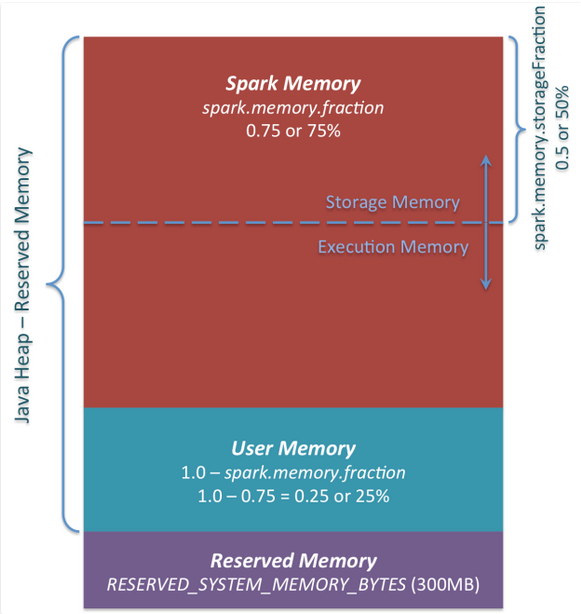 Spark Memory
spark.memory.fraction
0.75 or 75%
Storage Memory
Execution Memory
User Memory
1.0 – spark.memory.fraction
1.0 – 0.75 = 0.25 or 25%
Reserved Memory
RESERVED_SYSTEM_MEMORY_BYTES (300MB)
Java Heap – Reserved Memory
spark.memory.storageFraction
0.5 or 50%